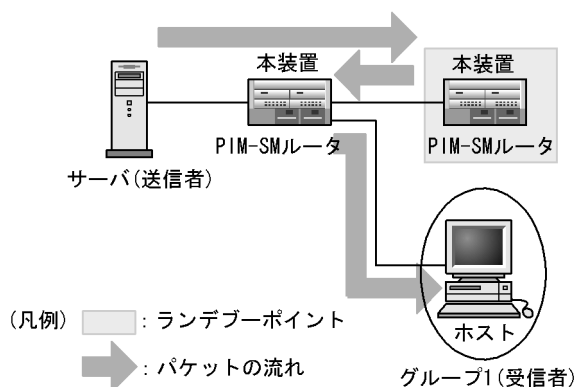 本装置
本装置
PIM-SMルータ
PIM-SMルータ
サーバ(送信者)
ホスト
グループ1(受信者)
(凡例)
：ランデブーポイント
：パケットの流れ